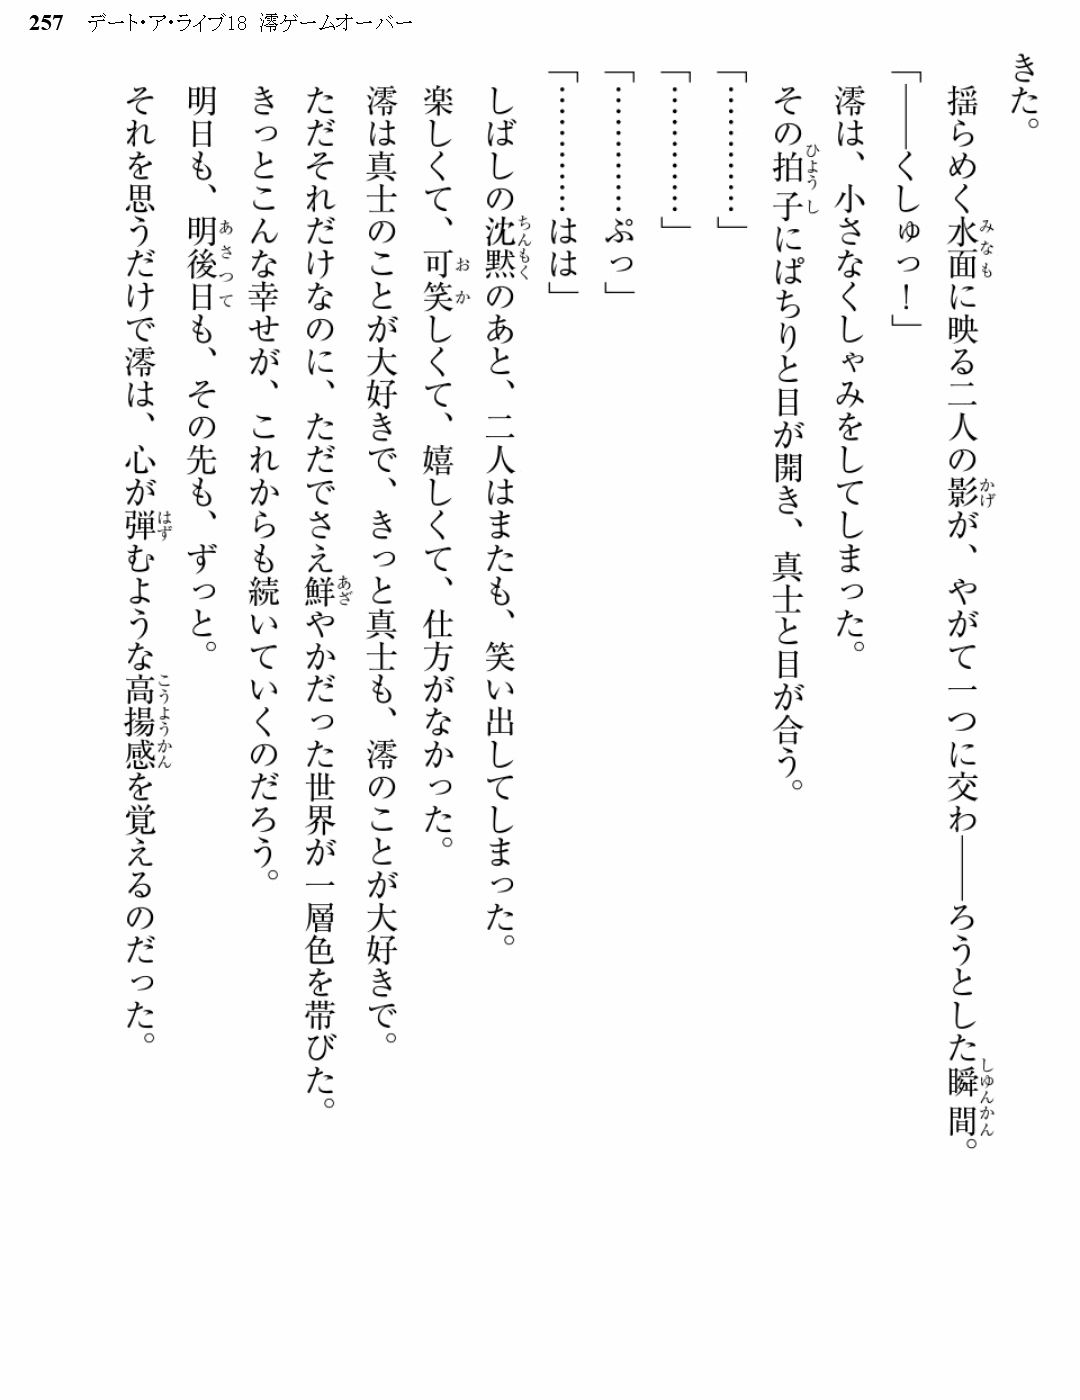 257 デート・ア・ライブ18 澪ゲームオーバー
きた。
揺らめく水面に映る二人の影が、やがて一つに交わ――ろうとした瞬間。
「――くしゅっ！」
澪は、小さなくしゃみをしてしまった。
その拍子にぱちりと目が開き、真士と目が合う。
「…………」
「…………」
「…………ぷっ」
「…………はは」
しばしの沈黙のあと、二人はまたも、笑い出してしまった。
楽しくて、可笑しくて、嬉しくて、仕方がなかった。
澪は真士のことが大好きで、きっと真士も、澪のことが大好きで。
ただそれだけなのに、ただでさえ鮮やかだった世界が一層色を帯びた。
きっとこんな幸せが、これからも続いていくのだろう。
明日も、明後日も、その先も、ずっと。
それを思うだけで澪は、心が弾むような高揚感を覚えるのだった。